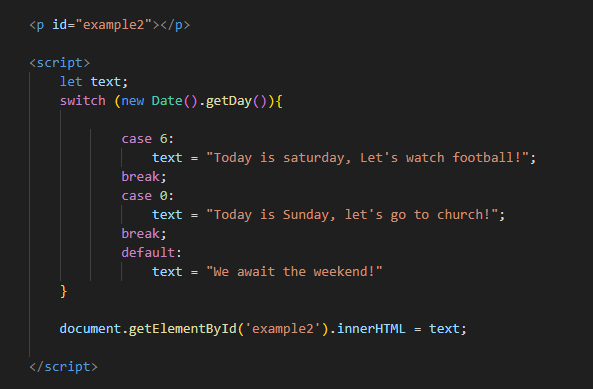 <p id="example2"></p>
<script>
let text;
switch (new Date().getDay()){
case 6:
text = "Today is saturday, Let's watch football!";
break;
case 0:
text = "Today is Sunday, let's go to church!";
break;
default:
text = "We await the weekend!"
}
document.getElementById('example2').innerHTML = text;
</script>